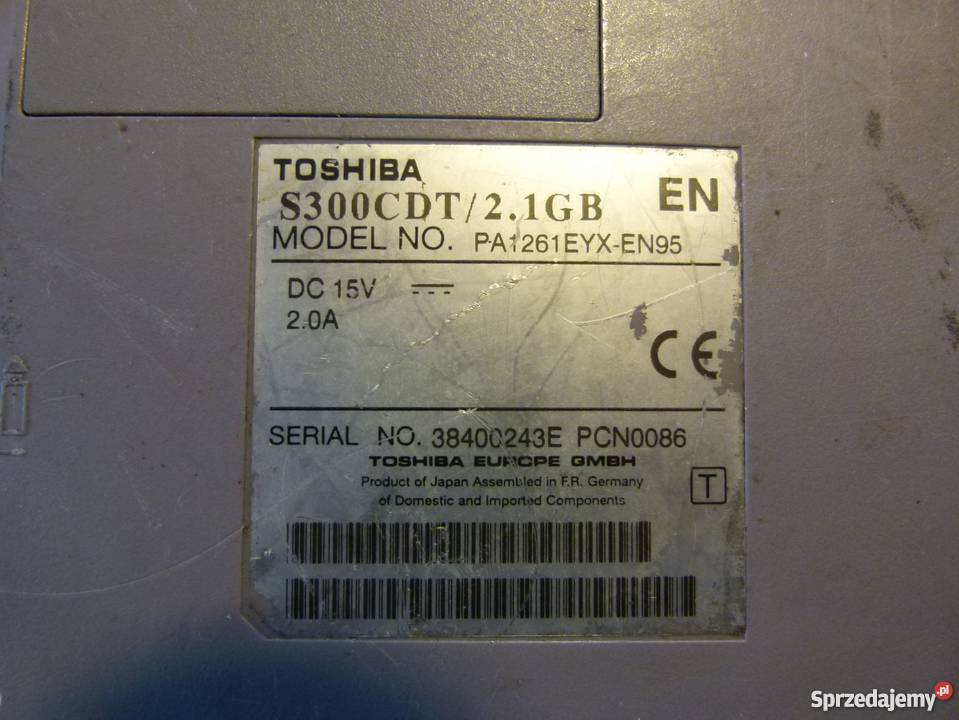 TOSHIBA
S300CDT/2.1GB EN
MODEL NO. PA1261EYX-EN95
DC 15V
2.0A
CE
SERIAL NO. 38400243E PCN0086
TOSHIBA EUROPE GMBH
Product of Japan Assembled in F.R. Germany
of Domestic and Imported Components
T
Sprzedajemy.pl